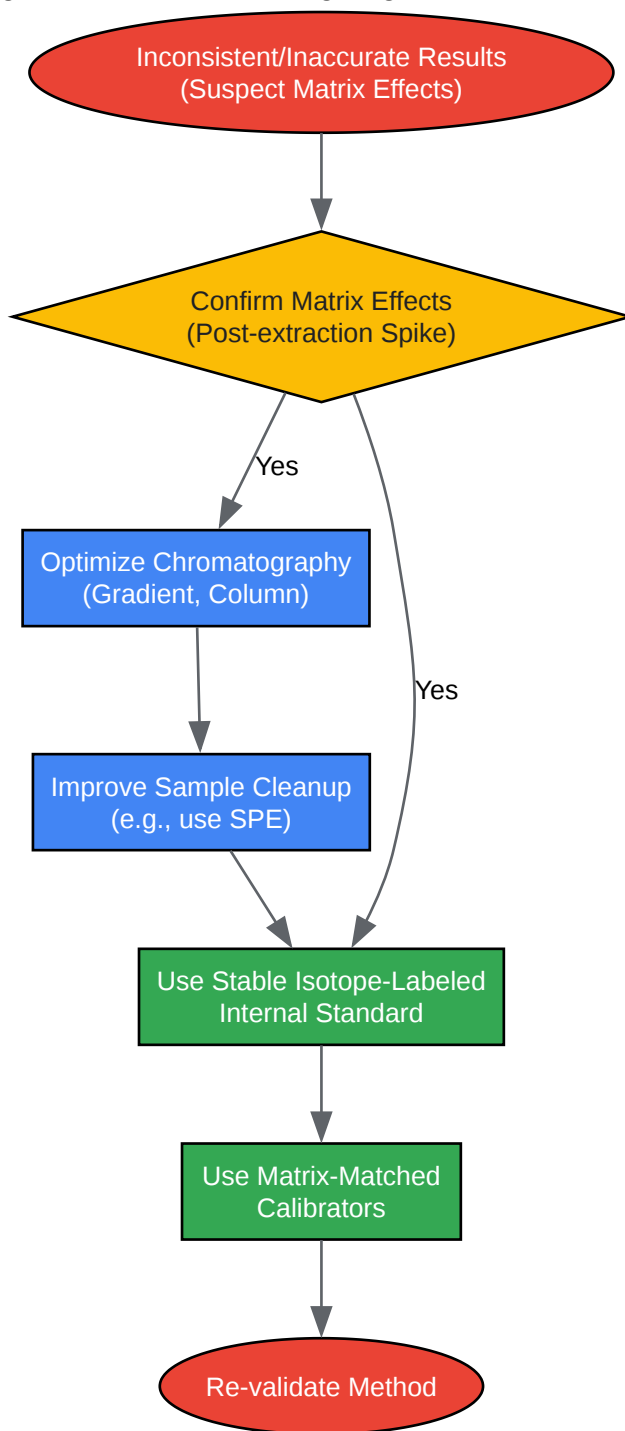 Inconsistent/Inaccurate Results
(Suspect Matrix Effects)
Confirm Matrix Effects
(Post-extraction Spike)
Yes
Optimize Chromatography
(Gradient, Column)
Yes
Improve Sample Cleanup
(e.g., use SPE)
Use Stable Isotope-Labeled
Internal Standard
Use Matrix-Matched
Calibrators
Re-validate Method